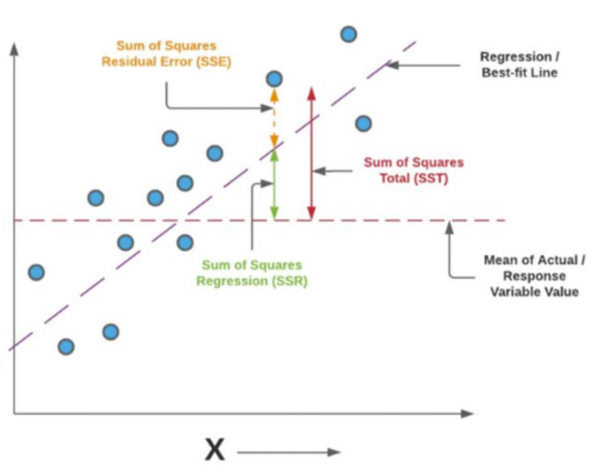 Sum of Squares
Residual Error (SSE)
Regression /
Best-fit Line
Sum of Squares
Total (SST)
Sum of Squares
Regression (SSR)
Mean of Actual /
Response
Variable Value
X